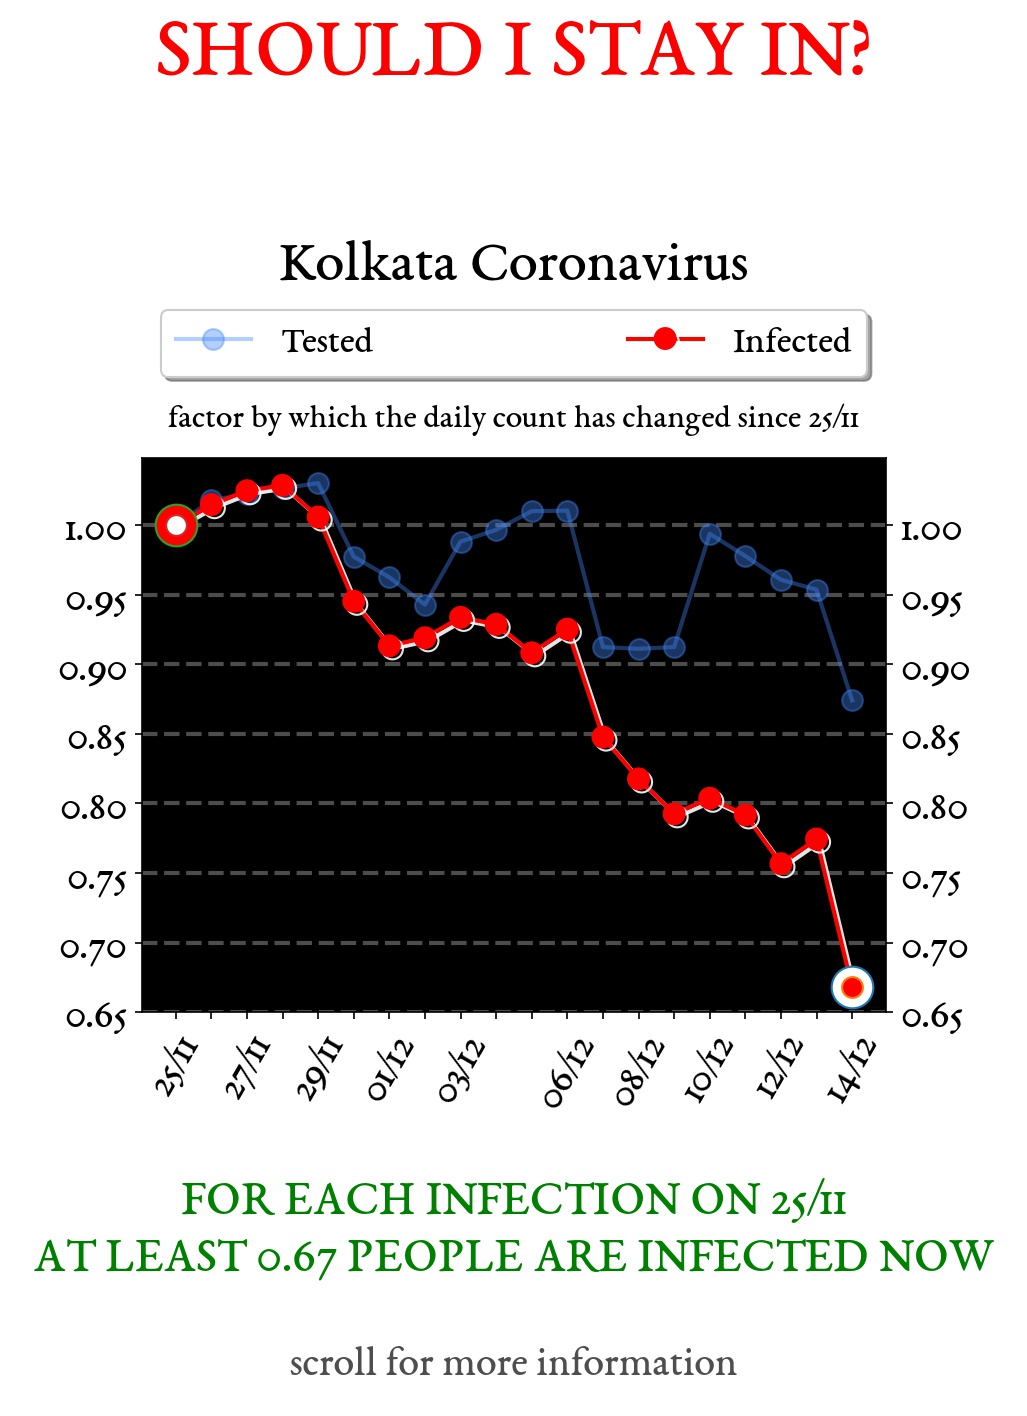 SHOULD I STAY IN?
Kolkata Coronavirus
Tested Infected
factor by which the daily count has changed since 25/11
1.00 1.00
0.95 0.95
0.90 0.90
0.85 0.85
0.80 0.80
0.75 0.75
0.70 0.70
0.65 0.65
25/11 27/11 29/11 01/12 03/12 06/12 08/12 10/12 12/12 14/12
FOR EACH INFECTION ON 25/11
AT LEAST 0.67 PEOPLE ARE INFECTED NOW
scroll for more information